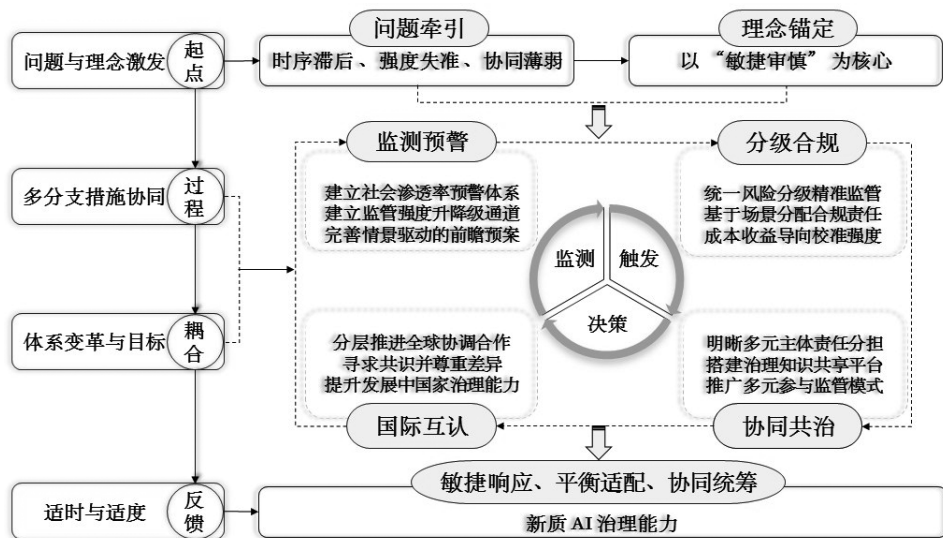 问题牵引
理念锚定
问题与理念激发
起点
时序滞后、强度失准、协同薄弱
以“敏捷审慎”为核心
监测预警
分级合规
多分支措施协同
过程
建立社会渗透率预警体系
建立监管强度升降级通道
完善情景驱动的前瞻预案
统一风险分级精准监管
基于场景分配合规责任
成本收益导向校准强度
监测
触发
决策
体系变革与目标
耦合
分层推进全球协调合作
寻求共识并尊重差异
提升发展中国家治理能力
明晰多元主体责任分担
搭建治理知识共享平台
推广多元参与监管模式
国际互认
协同共治
敏捷响应、平衡适配、协同统筹
适时与适度
反馈
新质AI治理能力